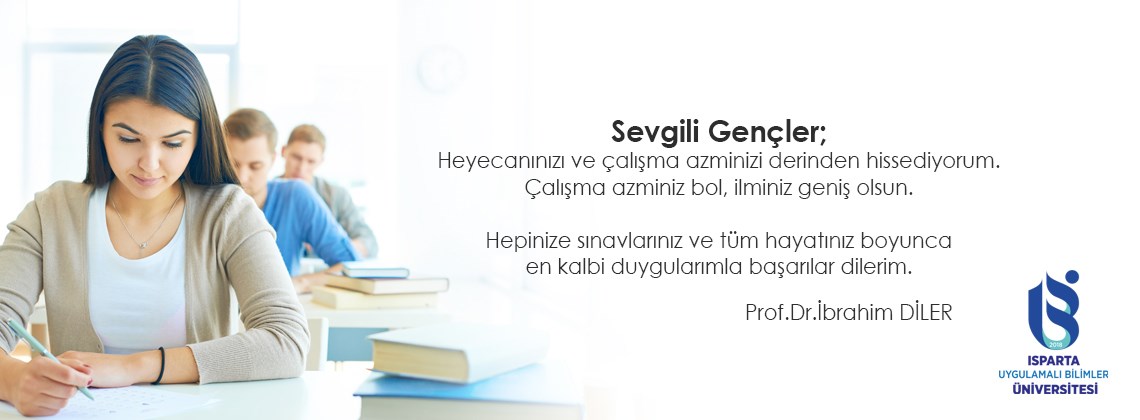 Sevgili Gençler;
Heyecanınızı ve çalışma azminizi derinden hissediyorum.
Çalışma azminiz bol, ilminiz geniş olsun.
Hepinize sınavlarınız ve tüm hayatınız boyunca
en kalbi duygularımla başarılar dilerim.
Prof.Dr.İbrahim DİLER
2018
ISPARTA
UYGULAMALI BİLİMLER
ÜNİVERSİTESİ